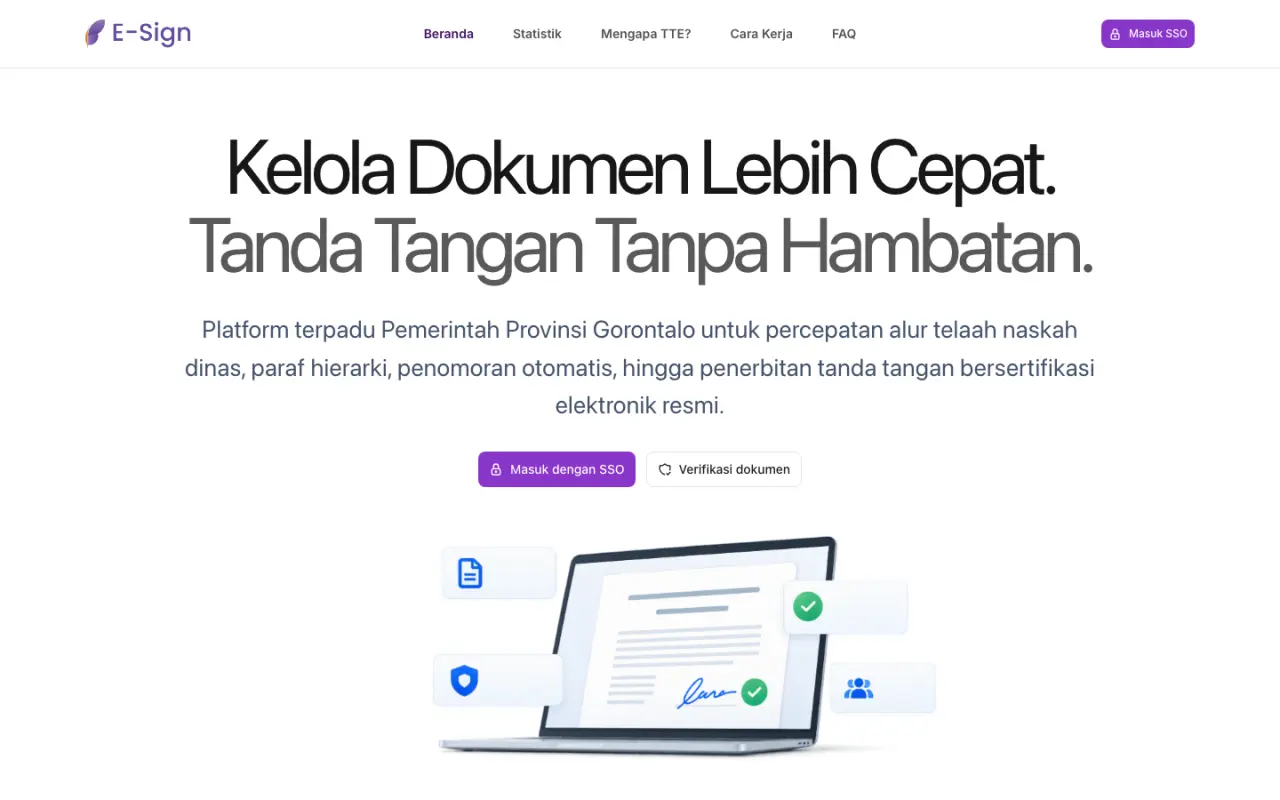 E-Sign
Beranda
Statistik
Mengapa TTE?
Cara Kerja
FAQ
Masuk SSO
Kelola Dokumen Lebih Cepat.
Tanda Tangan Tanpa Hambatan.
Platform terpadu Pemerintah Provinsi Gorontalo untuk percepatan alur telaah naskah
dinas, paraf hierarki, penomoran otomatis, hingga penerbitan tanda tangan bersertifikasi
elektronik resmi.
Masuk dengan SSO
Verifikasi dokumen